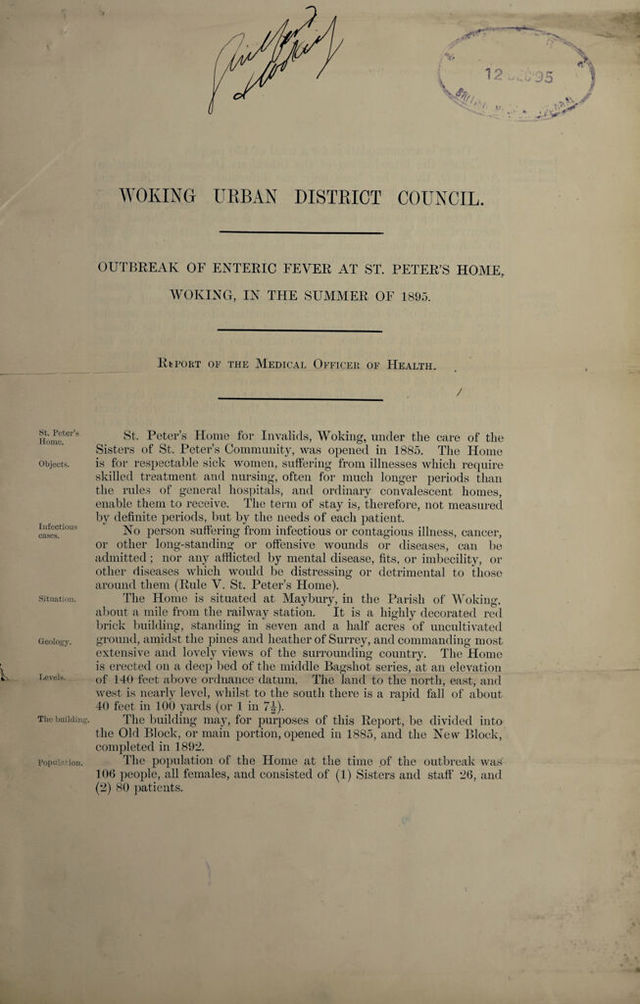 Guildford
& Woking
12 DEC 95
WOKING URBAN DISTRICT COUNCIL.
OUTBREAK OF ENTERIC FEVER AT ST. PETER'S HOME,
WOKING, IN THE SUMMER OF 1895.
REPORT OF THE MEDICAL OFFICER OF HEALTH.
St. Peter's
Home.
St. Peter's Home for Invalids, Woking, under the care of the
Sisters of St. Peter's Community, was opened in 1885. The Home
Objects.
is for respectable sick women, suffering from illnesses which require
skilled treatment and nursing, often for much longer periods than
the rules of general hospitals, and ordinary convalescent homes,
enable them to receive. The term of stay is, therefore, not measured
by definite periods, but by the needs of each patient.
Infectious
cases.
No person suffering from infectious or contagious illness, cancer,
or other long-standing or offensive wounds or diseases, can be
admitted; nor any afflicted by mental disease, fits, or imbecility, or
other diseases which would be distressing or detrimental to those
around them (Rule V. St. Peter's Home).
Situation.
The Home is situated at Maybury, in the Parish of Woking,
about a mile from the railway station. It is a highly decorated red
brick building, standing in seven and a half acres of uncultivated
Geology.
ground, amidst the pines and heather of Surrey, and commanding most
extensive and lovely views of the surrounding country. The Home
is erected on a deep bed of the middle Bagshot series, at an elevation
Levels.
of 140 feet above ordnance datum. The land to the north, east, and
west is nearly level, whilst to the south there is a rapid fall of about
40 feet in 100 yards (or 1 in 7½).
The building.
The building may, for purposes of this Report, be divided into
the Old Block, or main portion, opened in 1885, and the New Block,
completed in 1892.
Population.
The population of the Home at the time of the outbreak was
106 people, all females, and consisted of (1) Sisters and staff 26, and
(2) 80 patients.